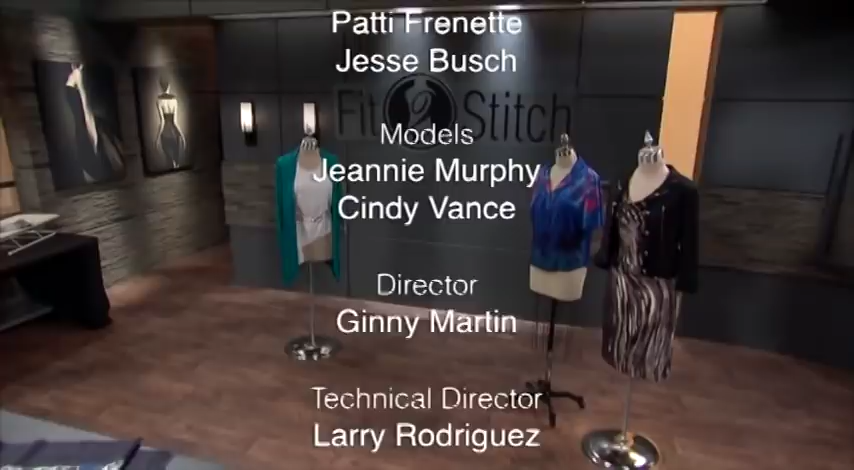 Patti Frenette
Jesse Busch
Fit 2 Stitch
Models
Jeannie Murphy
Cindy Vance
Director
Ginny Martin
Technical Director
Larry Rodriguez